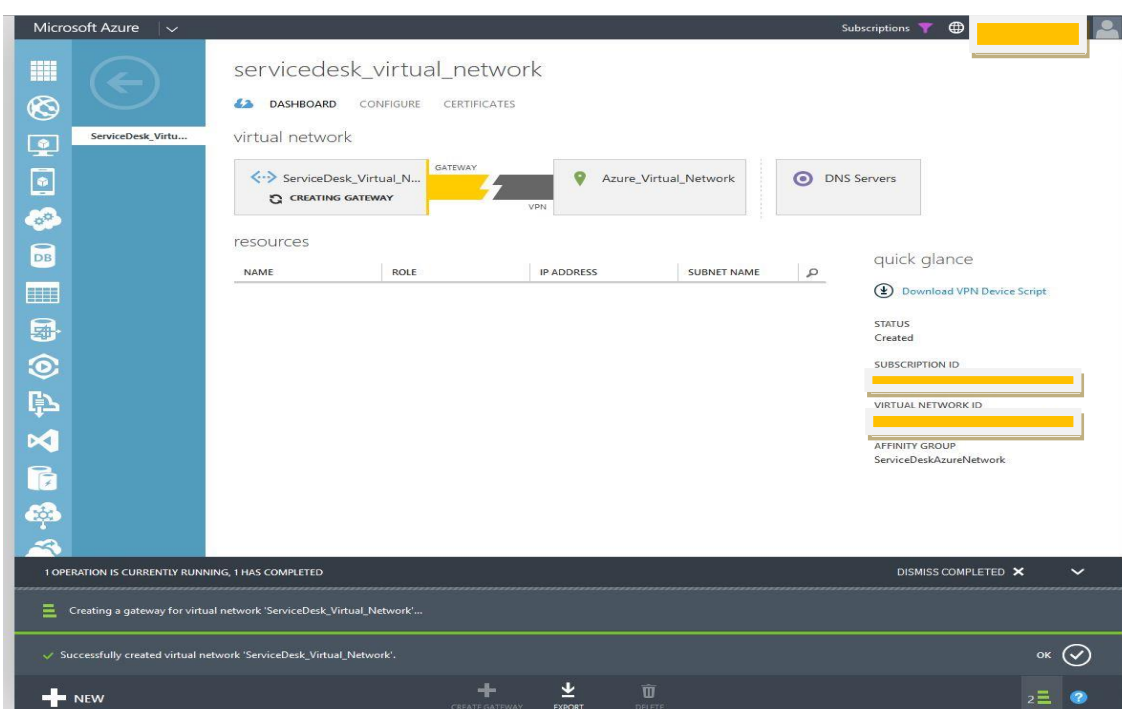 Microsoft Azure
Subscriptions
servicedesk_virtual_network
DASHBOARD CONFIGURE CERTIFICATES
ServiceDesk_Virtu...
virtual network
ServiceDesk_Virtual_N...
CREATING GATEWAY
GATEWAY
VPN
Azure_Virtual_Network
DNS Servers
resources
NAME ROLE IP ADDRESS SUBNET NAME
DB
quick glance
Download VPN Device Script
STATUS
Created
SUBSCRIPTION ID
VIRTUAL NETWORK ID
AFFINITY GROUP
ServiceDeskAzureNetwork
1 OPERATION IS CURRENTLY RUNNING, 1 HAS COMPLETED
DISMISS COMPLETED
Creating a gateway for virtual network 'ServiceDesk_Virtual_Network'...
Successfully created virtual network 'ServiceDesk_Virtual_Network'.
OK
NEW
CREATE GATEWAY EXPORT DELETE
2
?